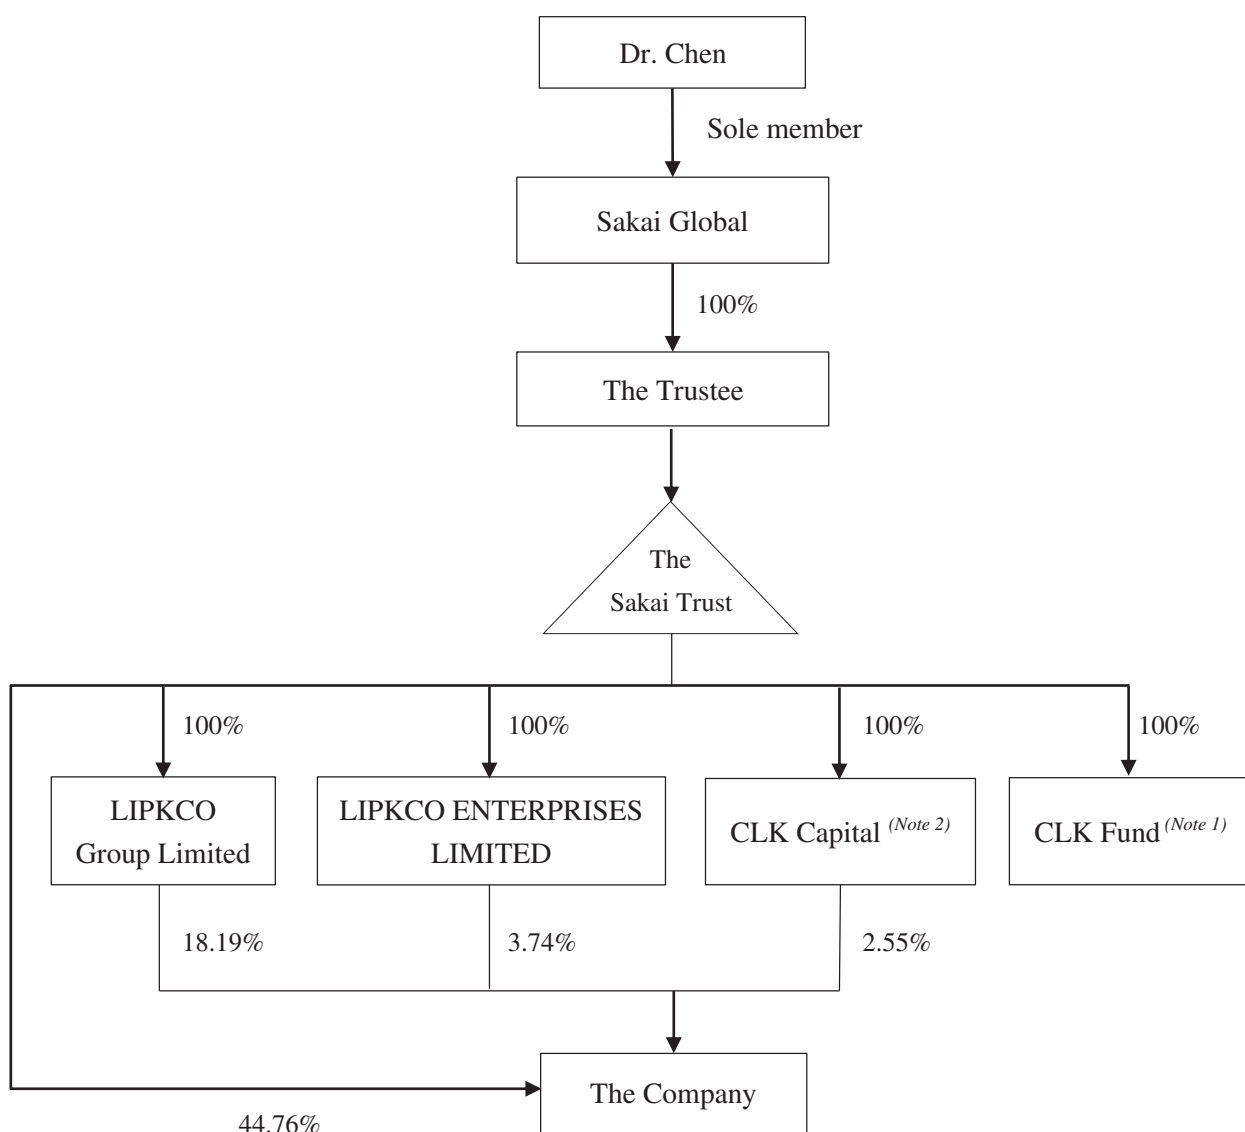 Dr. Chen
Sole member
Sakai Global
100%
The Trustee
The
Sakai Trust
100%
100%
100%
100%
LIPKCO
Group Limited
LIPKCO ENTERPRISES
LIMITED
CLK Capital (Note 2)
CLK Fund (Note 1)
18.19%
3.74%
2.55%
The Company
44.76%